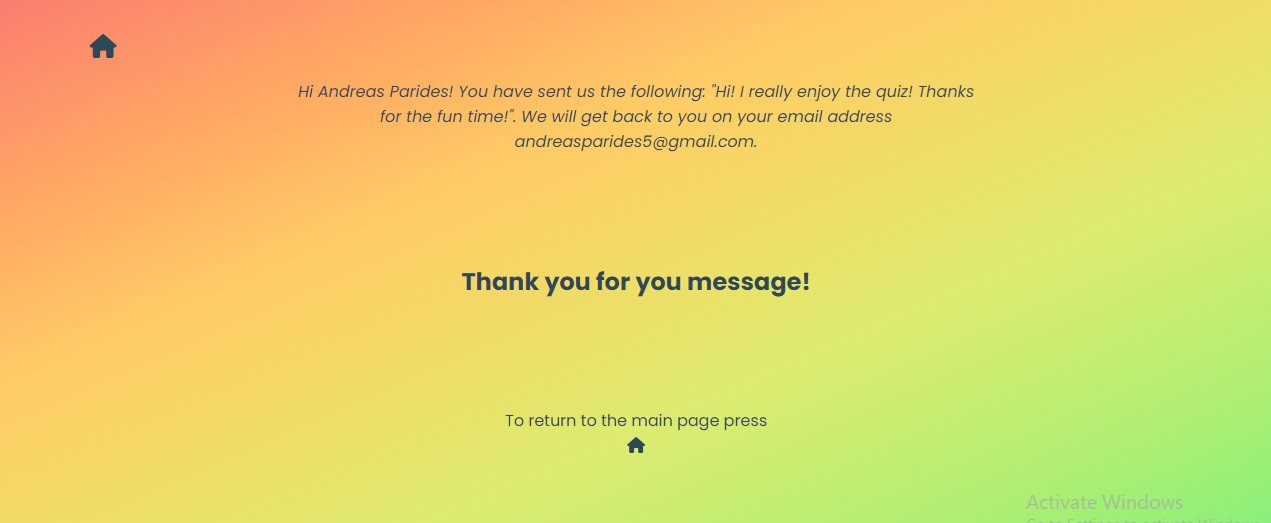 Hi Andreas Parides! You have sent us the following: "Hi! I really enjoy the quiz! Thanks
for the fun time!". We will get back to you on your email address
andreasparides5@gmail.com.
Thank you for you message!
To return to the main page press
Activate Windows